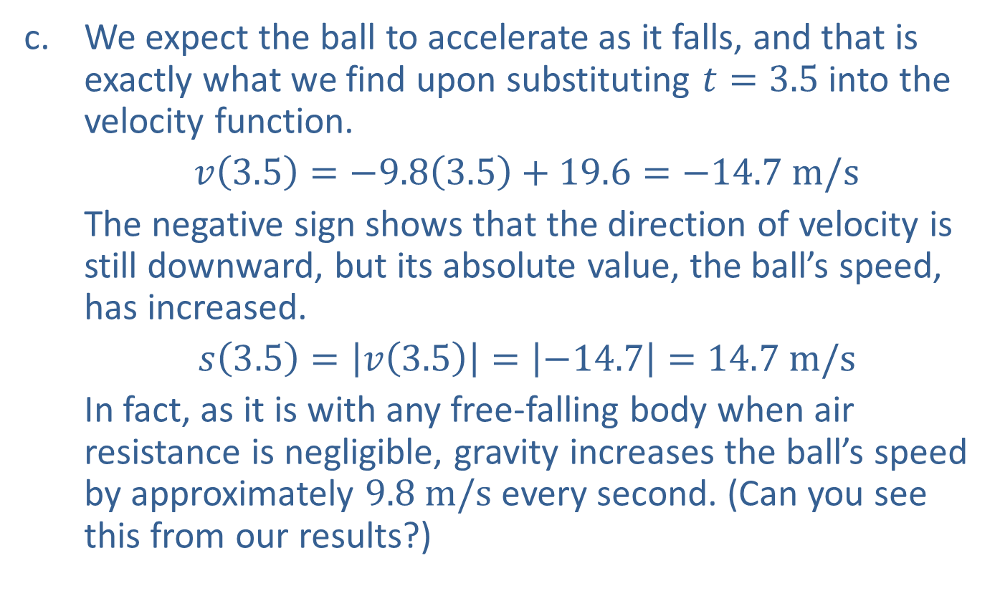 c. We expect the ball to accelerate as it falls, and that is
exactly what we find upon substituting t = 3.5 into the
velocity function.
v(3.5) = −9.8(3.5) + 19.6 = −14.7 m/s
The negative sign shows that the direction of velocity is
still downward, but its absolute value, the ball’s speed,
has increased.
s(3.5) = |v(3.5)| = |−14.7| = 14.7 m/s
In fact, as it is with any free-falling body when air
resistance is negligible, gravity increases the ball’s speed
by approximately 9.8 m/s every second. (Can you see
this from our results?)